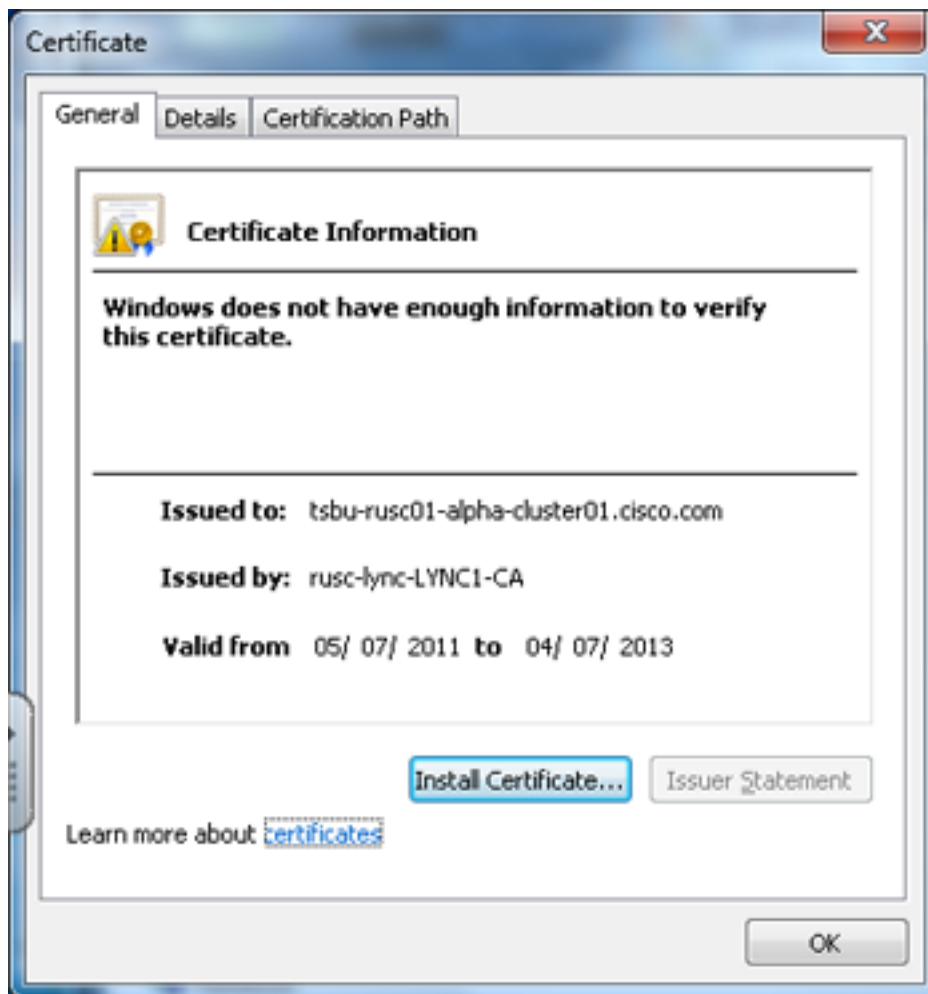 Certificate
General
Details
Certification Path
Certificate Information
Windows does not have enough information to verify
this certificate.
Issued to: tsbu-rusc01-alpha-cluster01.cisco.com
Issued by: rusc-lync-LYNC1-CA
Valid from 05/ 07/ 2011 to 04/ 07/ 2013
Install Certificate...
Issuer Statement
Learn more about certificates
OK